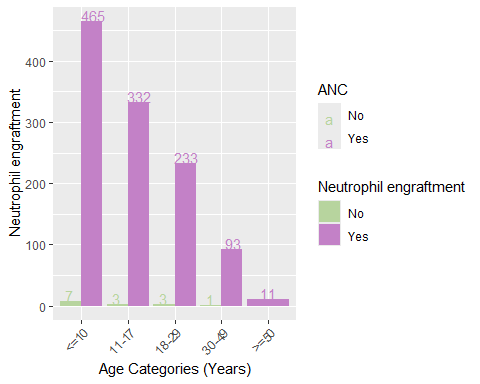 465
400
332
300
233
200
100
93
0
7
3
3
1
11
Neutrophil engraftment
<=10
11-17
18-29
30-49
>=50
Age Categories (Years)
ANC
a No
a Yes
Neutrophil engraftment
No
Yes